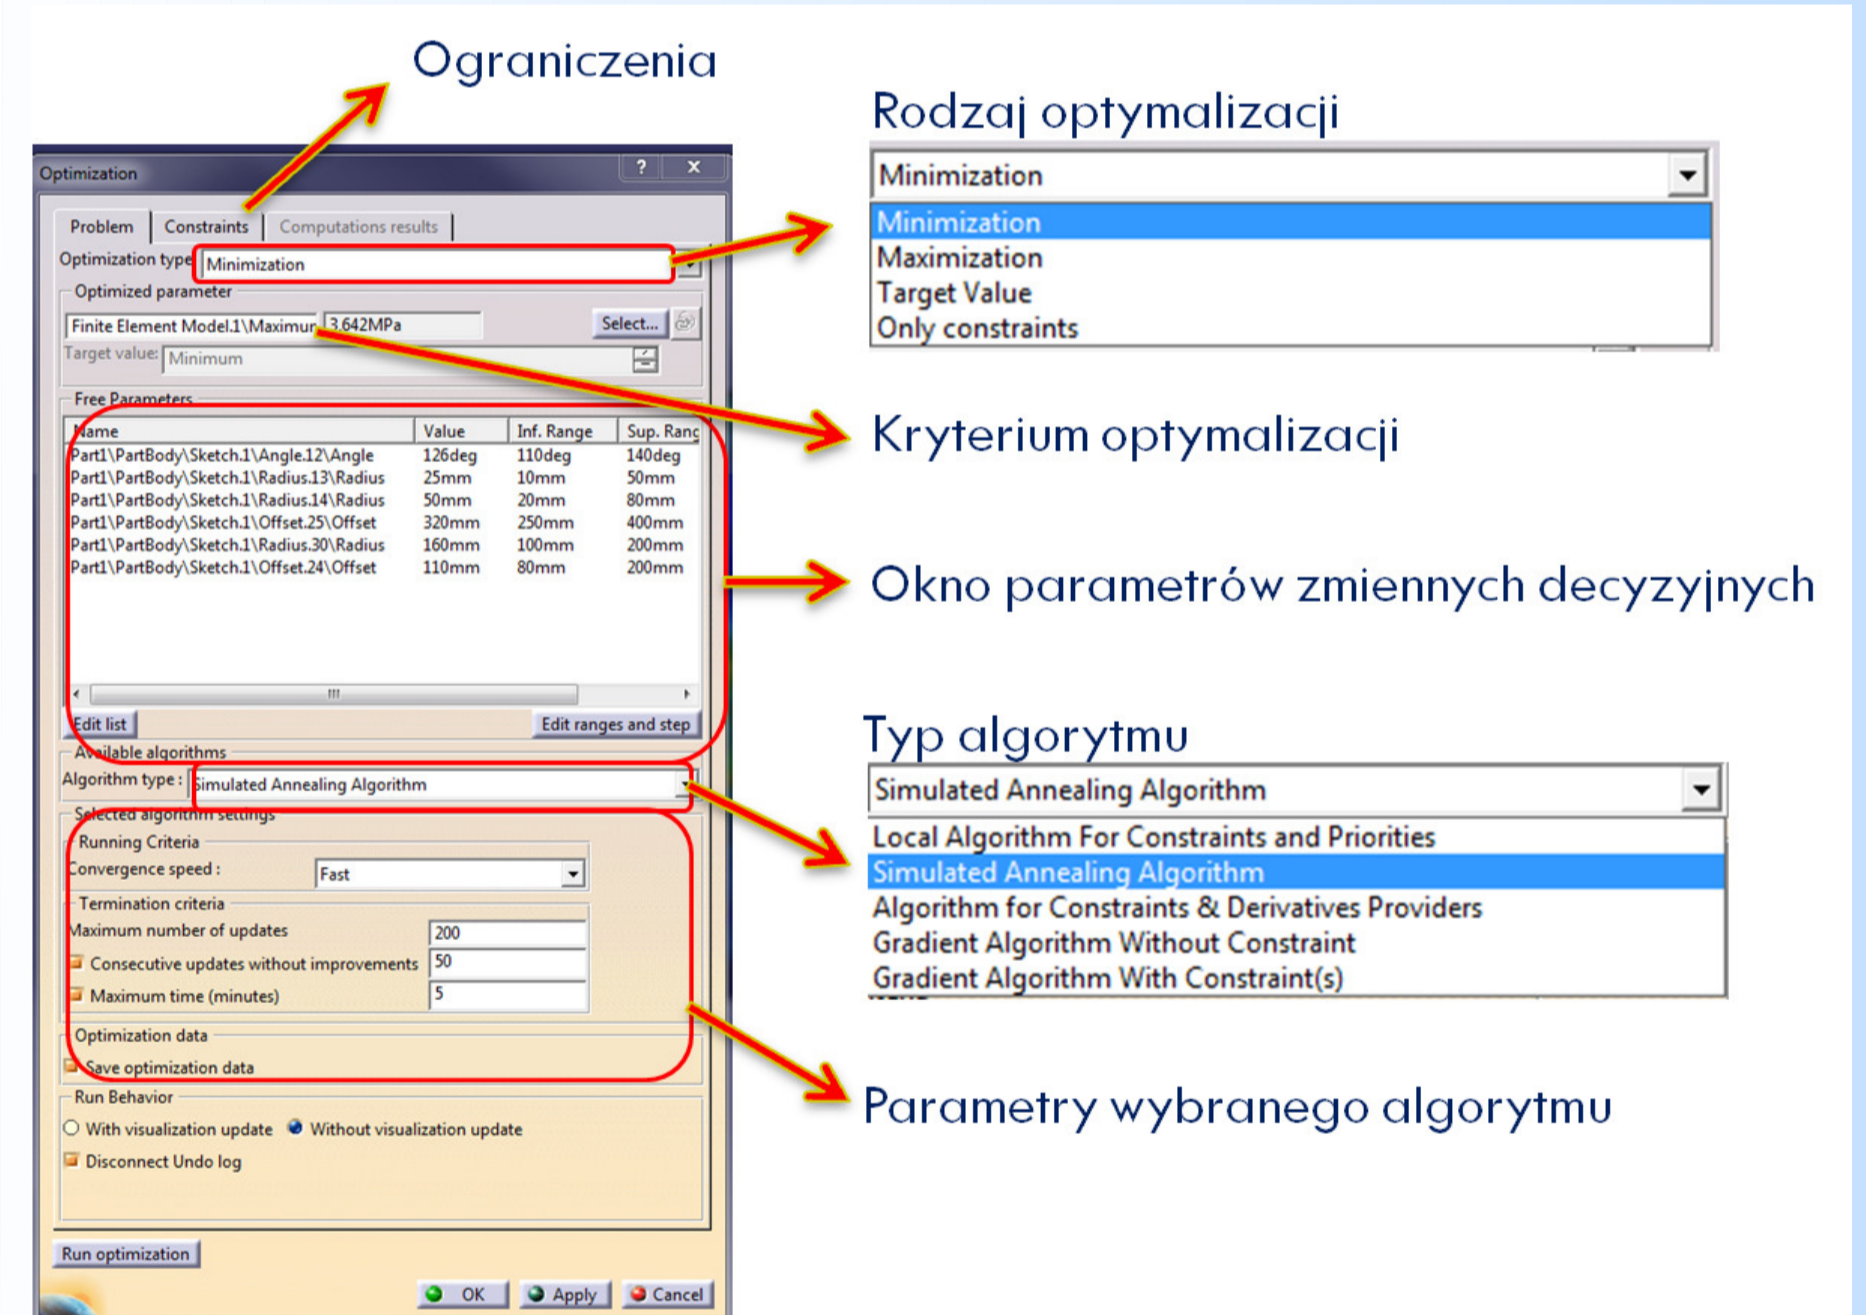 Ograniczenia
Optimization
? X
Problem Constraints Computations results
Optimization type Minimization
Optimized parameter
Finite Element Model.1\Maximur 3.642MPa Select...
Target value: Minimum
Free Parameters
Name Value Inf. Range Sup. Rang
Part1\PartBody\Sketch.1\Angle.12\Angle 126deg 110deg 140deg
Part1\PartBody\Sketch.1\Radius.13\Radius 25mm 10mm 50mm
Part1\PartBody\Sketch.1\Radius.14\Radius 50mm 20mm 80mm
Part1\PartBody\Sketch.1\Offset.25\Offset 320mm 250mm 400mm
Part1\PartBody\Sketch.1\Radius.30\Radius 160mm 100mm 200mm
Part1\PartBody\Sketch.1\Offset.24\Offset 110mm 80mm 200mm
Edit list Edit ranges and step
Available algorithms
Algorithm type : Simulated Annealing Algorithm
Selected algorithm settings
Running Criteria
Convergence speed : Fast
Termination criteria
Maximum number of updates 200
Consecutive updates without improvements 50
Maximum time (minutes) 5
Optimization data
Save optimization data
Run Behavior
With visualization update Without visualization update
Disconnect Undo log
Run optimization
OK Apply Cancel
Rodzaj optymalizacji
Minimization
Minimization
Maximization
Target Value
Only constraints
Kryterium optymalizacji
Okno parametrów zmiennych decyzyjnych
Typ algorytmu
Simulated Annealing Algorithm
Local Algorithm For Constraints and Priorities
Simulated Annealing Algorithm
Algorithm for Constraints & Derivatives Providers
Gradient Algorithm Without Constraint
Gradient Algorithm With Constraint(s)
Parametry wybranego algorytmu